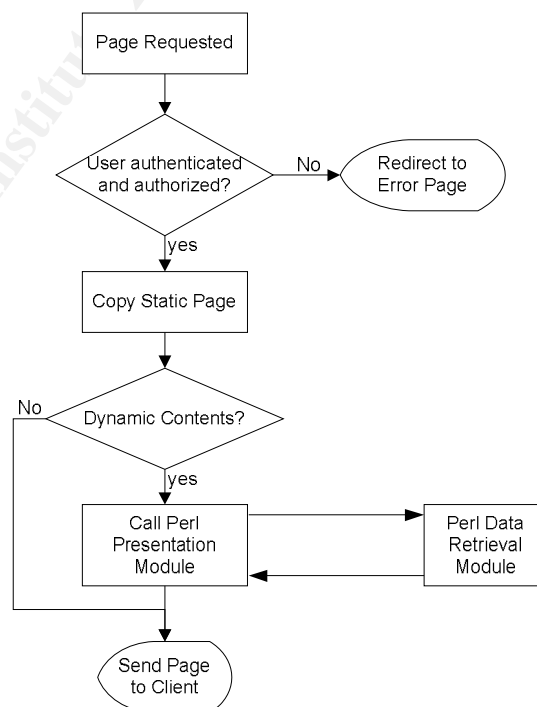 Page Requested
User authenticated
and authorized?
No
Redirect to
Error Page
yes
Copy Static Page
No
Dynamic Contents?
yes
Call Perl
Presentation
Module
Perl Data
Retrieval
Module
Send Page
to Client